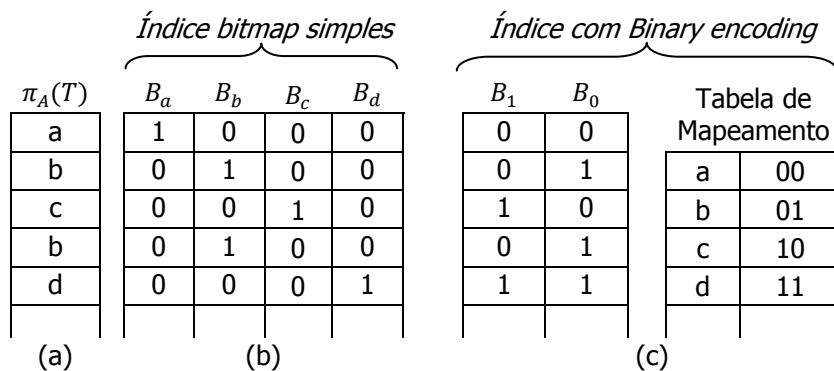 Índice bitmap simples Índice com Binary encoding
π_A(T) B_a B_b B_c B_d B_1 B_0 Tabela de Mapeamento
a 1 0 0 0 0 0
b 0 1 0 0 0 1 a 00
c 0 0 1 0 1 0 b 01
b 0 1 0 0 0 1 c 10
d 0 0 0 1 1 1 d 11
(a) (b) (c)